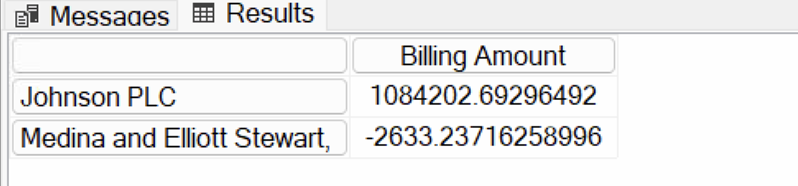 Messages Results
Billing Amount
Johnson PLC 1084202.69296492
Medina and Elliott Stewart, -2633.23716258996